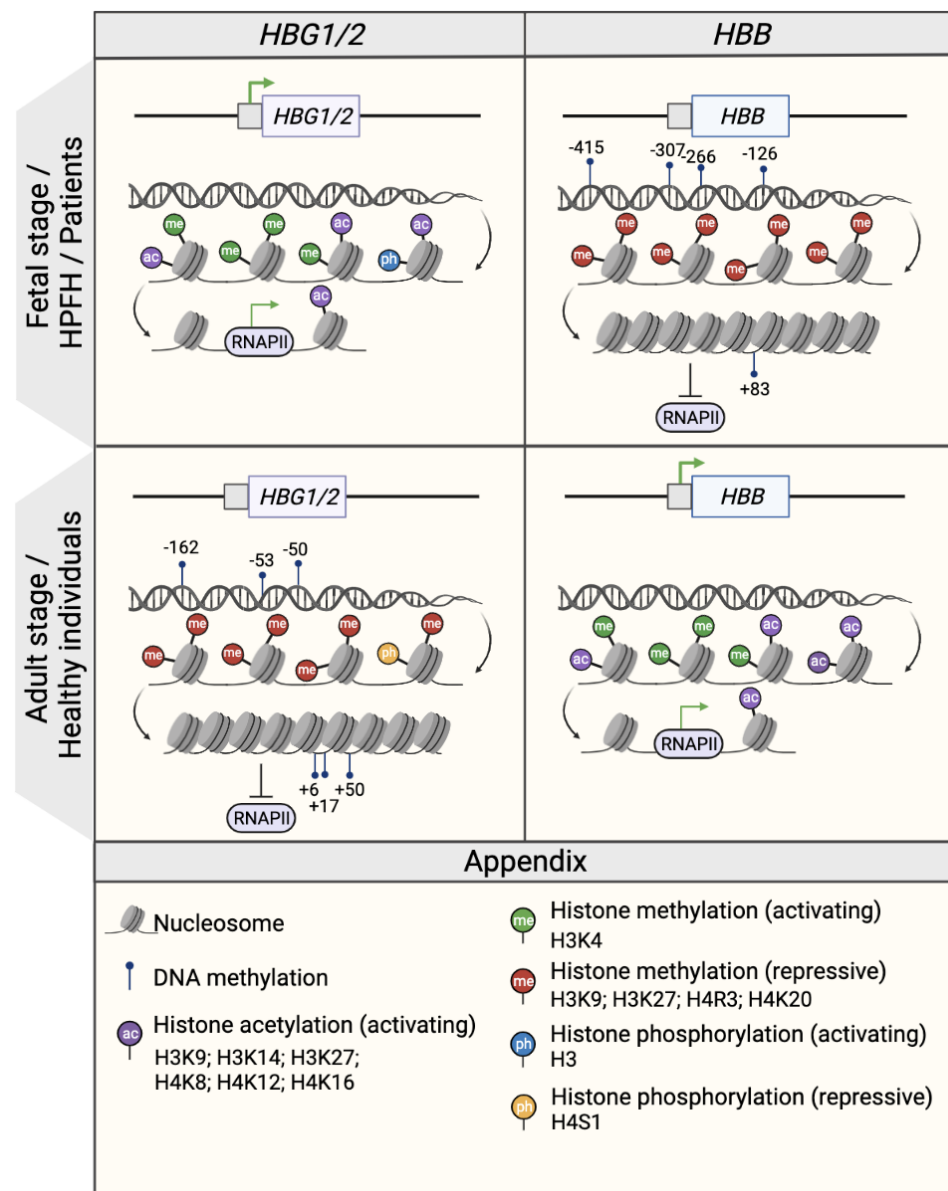 HBG1/2
HBB
Fetal stage /
HPFH / Patients
HBG1/2
me
me
ac
ac
ac
me
me
ph
ac
RNAPII
HBB
-415
-307
-266
-126
me
me
me
me
me
me
me
me
+83
RNAPII
Adult stage /
Healthy individuals
HBG1/2
-162
-53
-50
me
me
me
me
me
me
me
ph
+6
+17
+50
RNAPII
HBB
me
me
ac
ac
ac
me
me
ac
ac
RNAPII
Appendix
Nucleosome
DNA methylation
ac Histone acetylation (activating)
H3K9; H3K14; H3K27;
H4K8; H4K12; H4K16
me Histone methylation (activating)
H3K4
me Histone methylation (repressive)
H3K9; H3K27; H4R3; H4K20
ph Histone phosphorylation (activating)
H3
ph Histone phosphorylation (repressive)
H4S1